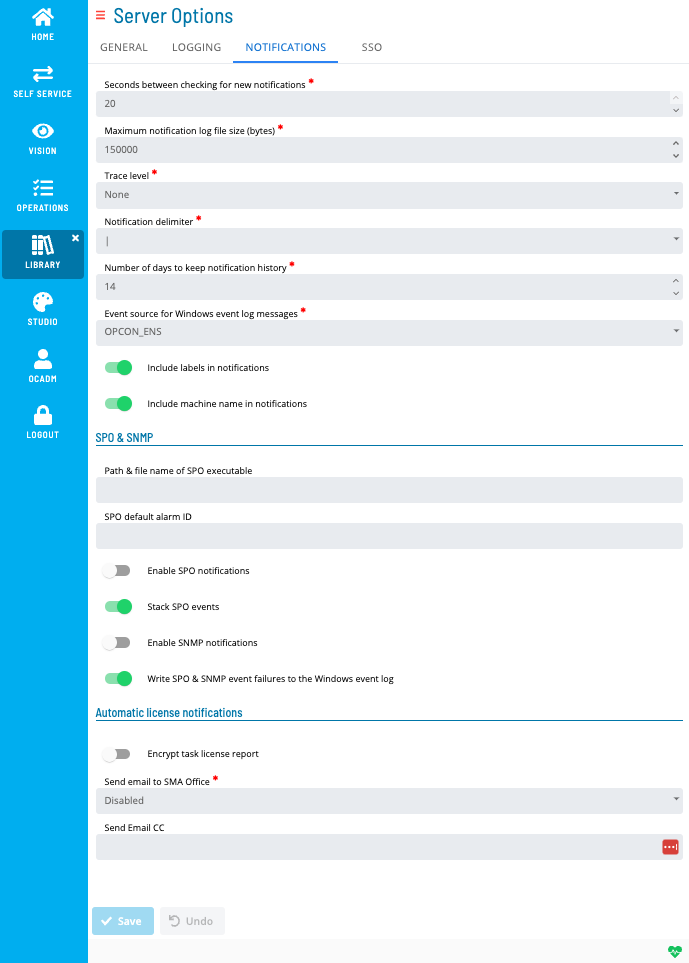 HOME
SELF SERVICE
VISION
OPERATIONS
LIBRARY
STUDIO
OCADM
LOGOUT
Server Options
GENERAL LOGGING NOTIFICATIONS SSO
Seconds between checking for new notifications *
20
Maximum notification log file size (bytes) *
150000
Trace level *
None
Notification delimiter *
|
Number of days to keep notification history *
14
Event source for Windows event log messages *
OPCON_ENS
Include labels in notifications
Include machine name in notifications
SPO & SNMP
Path & file name of SPO executable
SPO default alarm ID
Enable SPO notifications
Stack SPO events
Enable SNMP notifications
Write SPO & SNMP event failures to the Windows event log
Automatic license notifications
Encrypt task license report
Send email to SMA Office *
Disabled
Send Email CC
Save Undo